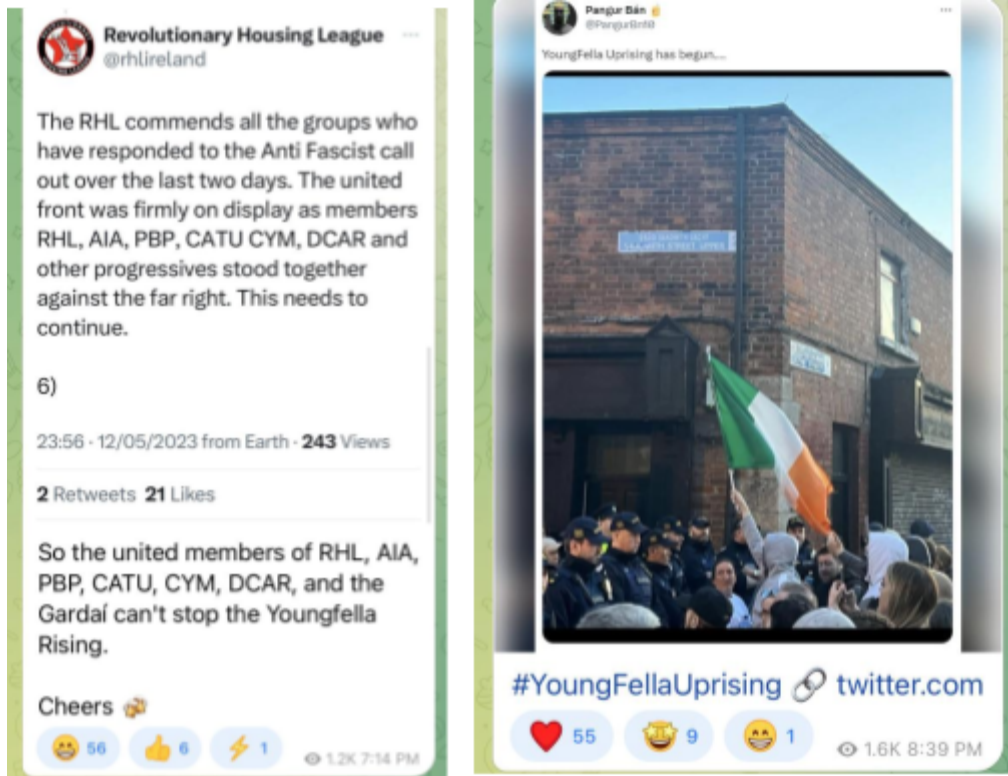 Revolutionary Housing League
@rhlireland
The RHL commends all the groups who
have responded to the Anti Fascist call
out over the last two days. The united
front was firmly on display as members
RHL, AIA, PBP, CATU CYM, DCAR and
other progressives stood together
against the far right. This needs to
continue.
6)
23:56 · 12/05/2023 from Earth · 243 Views
2 Retweets 21 Likes
So the united members of RHL, AIA,
PBP, CATU, CYM, DCAR, and the
Gardaí can't stop the Youngfella
Rising.
Cheers 🍻
😁 56 👍 6 ⚡ 1 1.2K 7:14 PM
Pangur Bán
YoungFella Uprising has begun....
#YoungFellaUprising 🔗 twitter.com
❤️ 55 🤩 9 😁 1 1.6K 8:39 PM